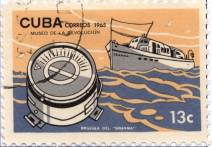 CUBA CORREOS 1965
MUSEO DE LA REVOLUCION
13c
BRUJULA DEL "GRANMA"